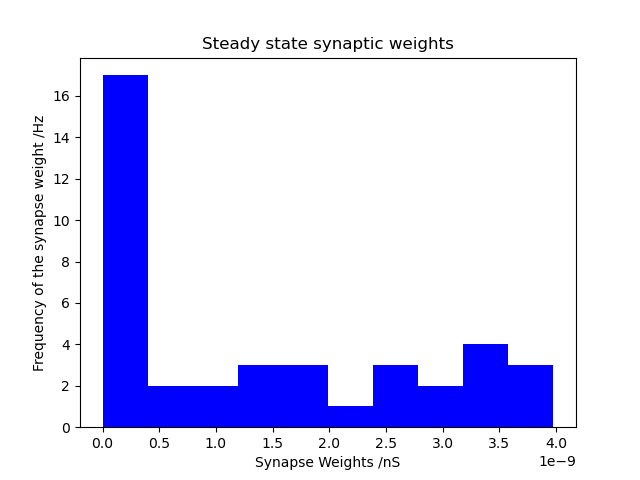 Steady state synaptic weights
Frequency of the synapse weight /Hz
16
14
12
10
8
6
4
2
0
0.0 0.5 1.0 1.5 2.0 2.5 3.0 3.5 4.0
Synapse Weights /nS
1e−9